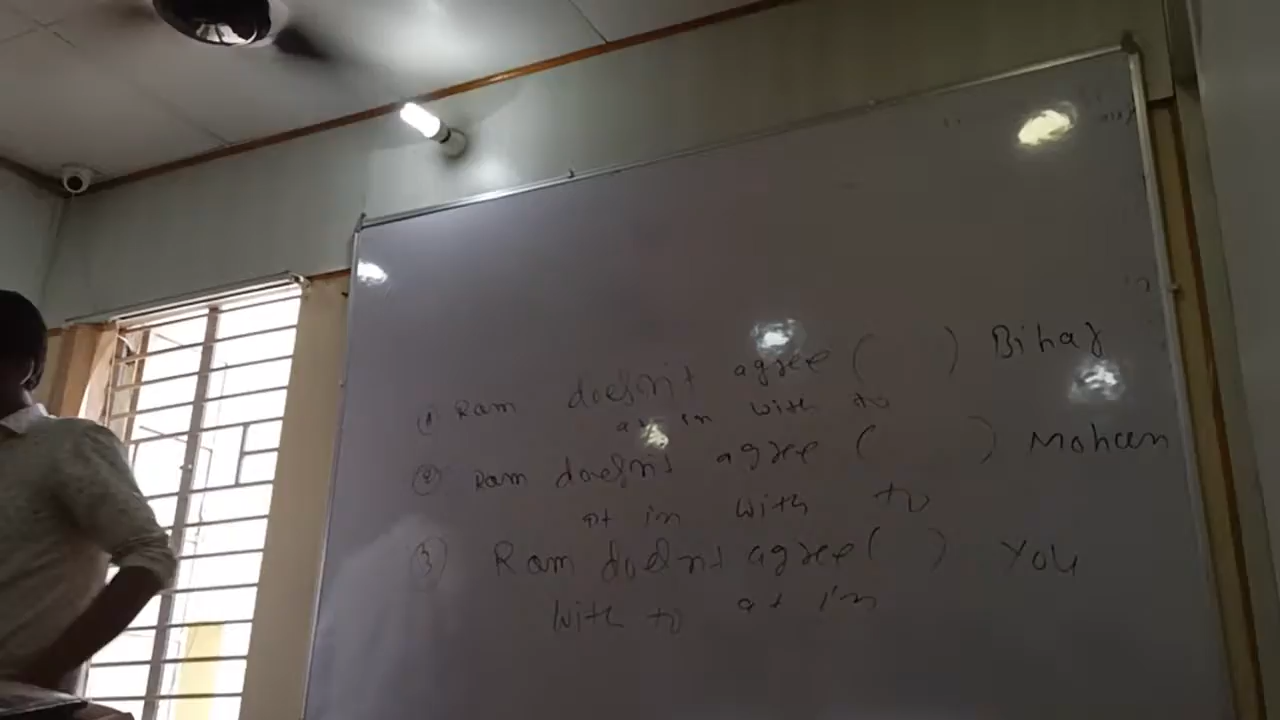 ① Ram doesn't agree ( ) Bihar
at in with to
② Ram doesn't agree ( ) Mohan
at in with to
③ Ram doesn't agree ( ) You
with to at in